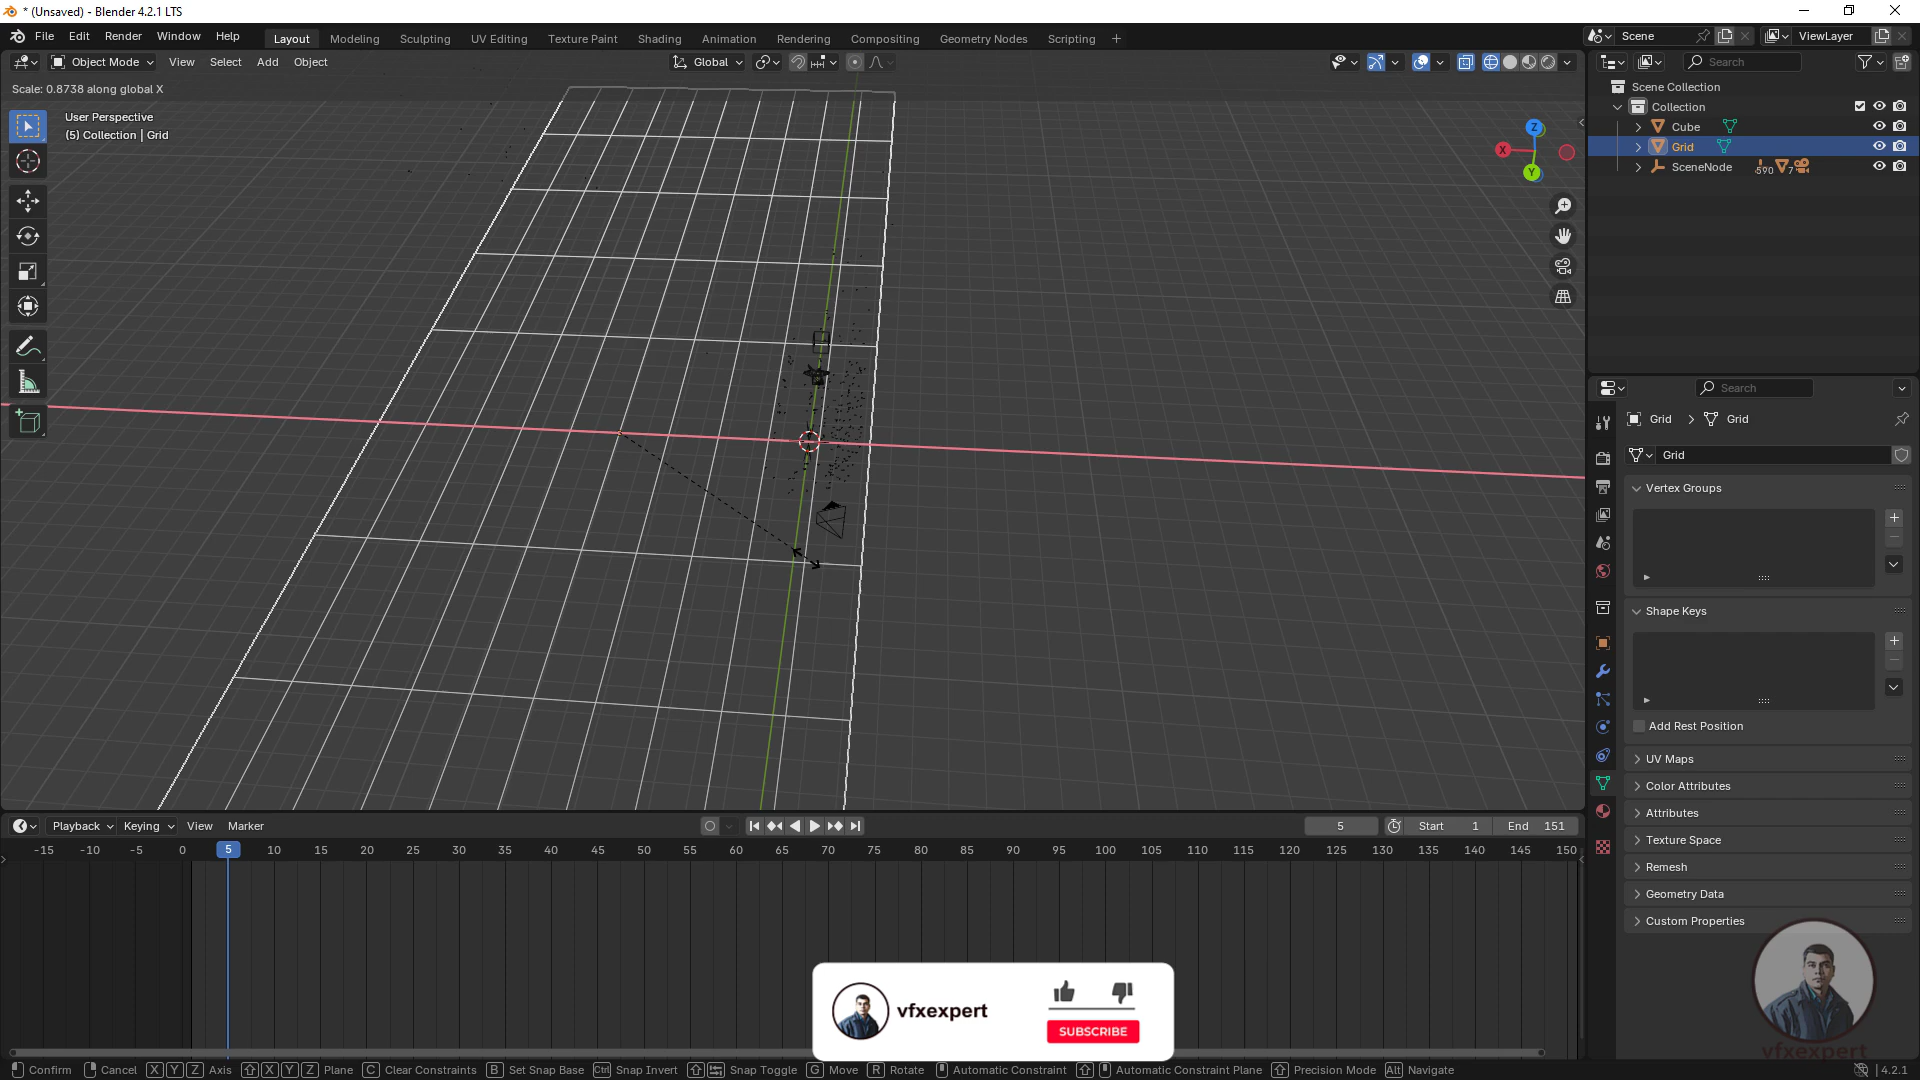 * (Unsaved) - Blender 4.2.1 LTS
File Edit Render Window Help
Layout Modeling Sculpting UV Editing Texture Paint Shading Animation Rendering Compositing Geometry Nodes Scripting +
Scene
ViewLayer
Object Mode View Select Add Object
Global
Search
Scale: 0.8738 along global X
User Perspective
(5) Collection | Grid
Z
X
Y
Scene Collection
Collection
Cube
Grid
SceneNode
590
7
Search
Grid > Grid
Grid
Vertex Groups
Shape Keys
Add Rest Position
UV Maps
Color Attributes
Attributes
Texture Space
Remesh
Geometry Data
Custom Properties
Playback Keying View Marker
5
Start 1
End 151
-15 -10 -5 0 5 10 15 20 25 30 35 40 45 50 55 60 65 70 75 80 85 90 95 100 105 110 115 120 125 130 135 140 145 150
vfxexpert
SUBSCRIBE
vfxexpert
Confirm Cancel X Y Z Axis X Y Z Plane C Clear Constraints B Set Snap Base Ctrl Snap Invert Snap Toggle G Move R Rotate Automatic Constraint Automatic Constraint Plane Precision Mode Alt Navigate
4.2.1